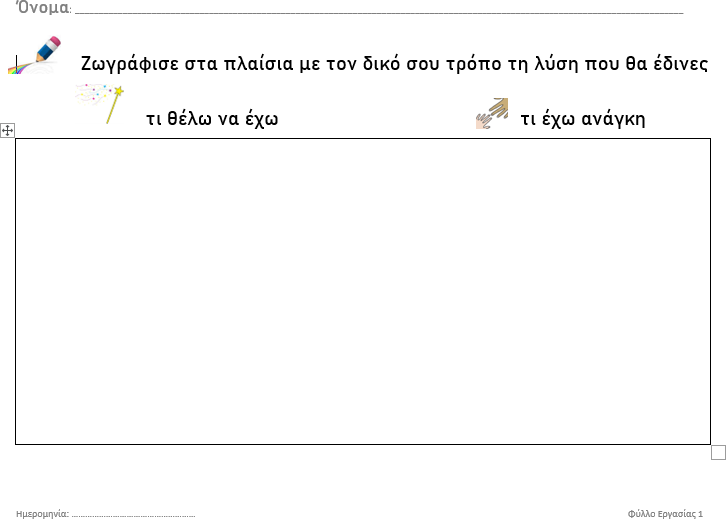 Όνομα: ______________________________________________________________________________
Ζωγράφισε στα πλαίσια με τον δικό σου τρόπο τη λύση που θα έδινες
τι θέλω να έχω τι έχω ανάγκη
Ημερομηνία: ...................................................... Φύλλο Εργασίας 1